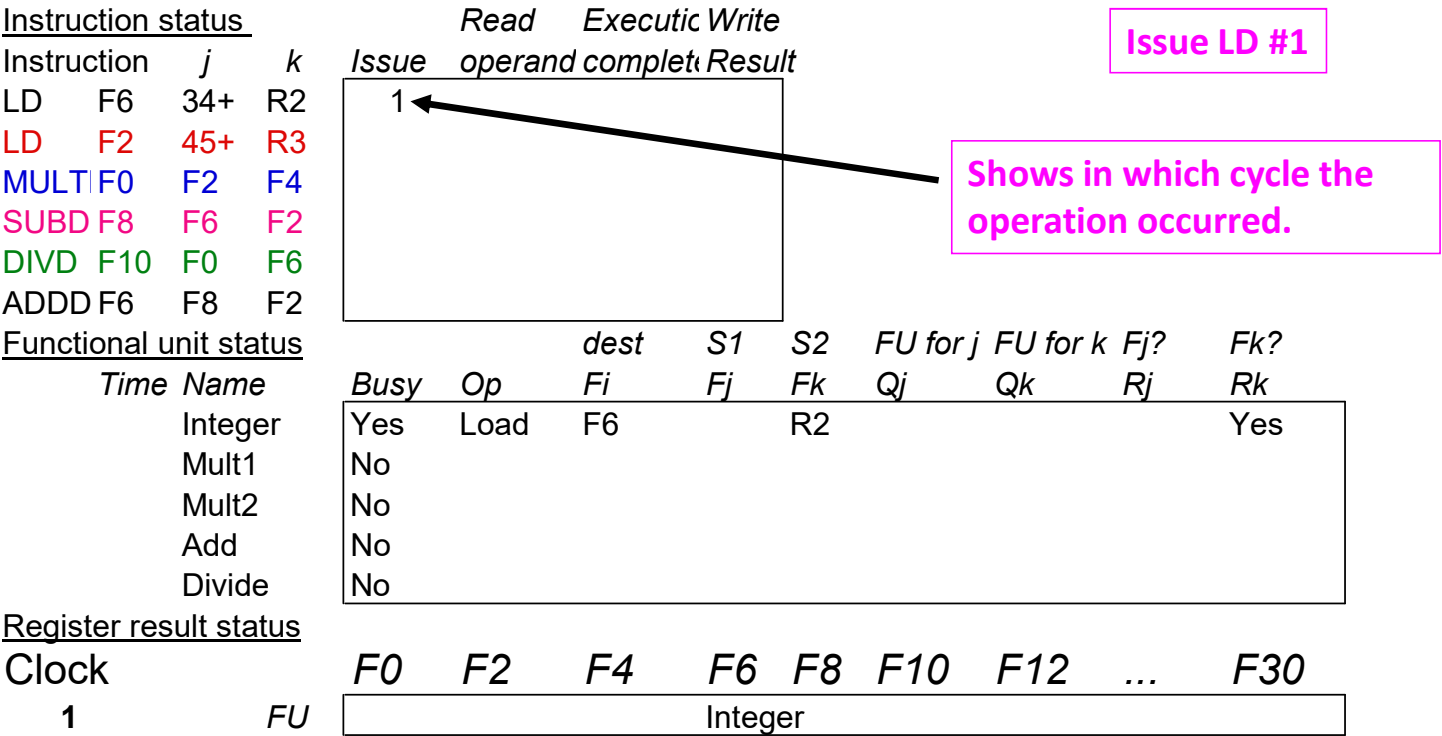 Instruction status Read Executic Write
Issue LD #1
Instruction j k Issue operand complete Result
LD F6 34+ R2 1
LD F2 45+ R3
Shows in which cycle the
operation occurred.
MULTI F0 F2 F4
SUBD F8 F6 F2
DIVD F10 F0 F6
ADDD F6 F8 F2
Functional unit status dest S1 S2 FU for j FU for k Fj? Fk?
Time Name Busy Op Fi Fj Fk Qj Qk Rj Rk
Integer Yes Load F6 R2 Yes
Mult1 No
Mult2 No
Add No
Divide No
Register result status
Clock F0 F2 F4 F6 F8 F10 F12 ... F30
1 FU Integer